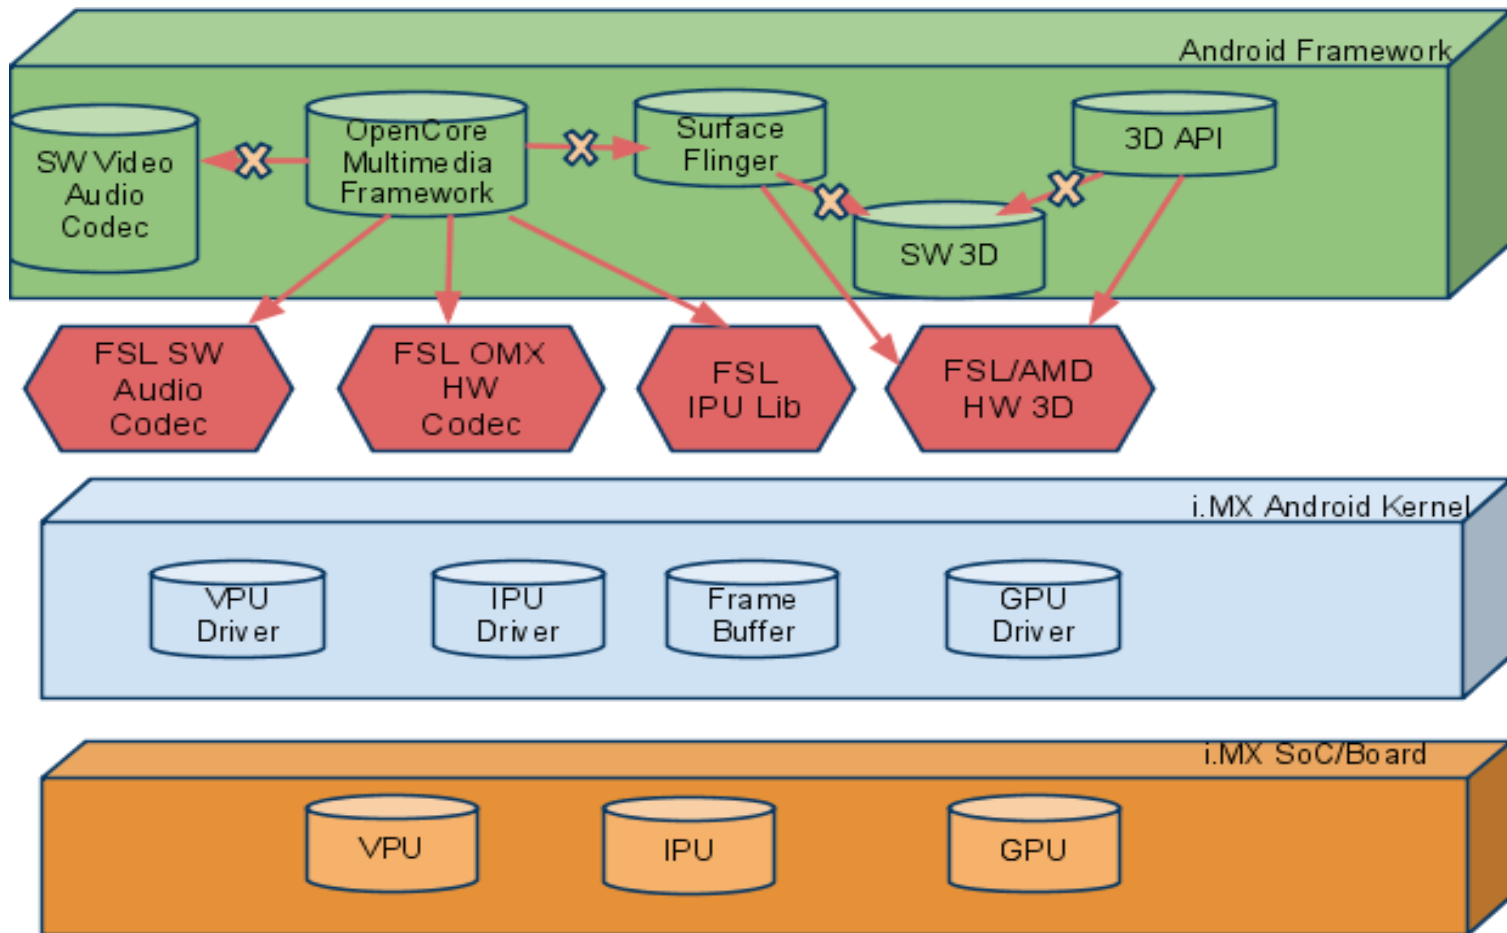 Android Framework
SW Video
Audio
Codec
OpenCore
Multimedia
Framework
Surface
Flinger
3D API
SW 3D
FSL SW
Audio
Codec
FSL OMX
HW
Codec
FSL
IPU Lib
FSL/AMD
HW 3D
i.MX Android Kernel
VPU
Driver
IPU
Driver
Frame
Buffer
GPU
Driver
i.MX SoC/Board
VPU
IPU
GPU